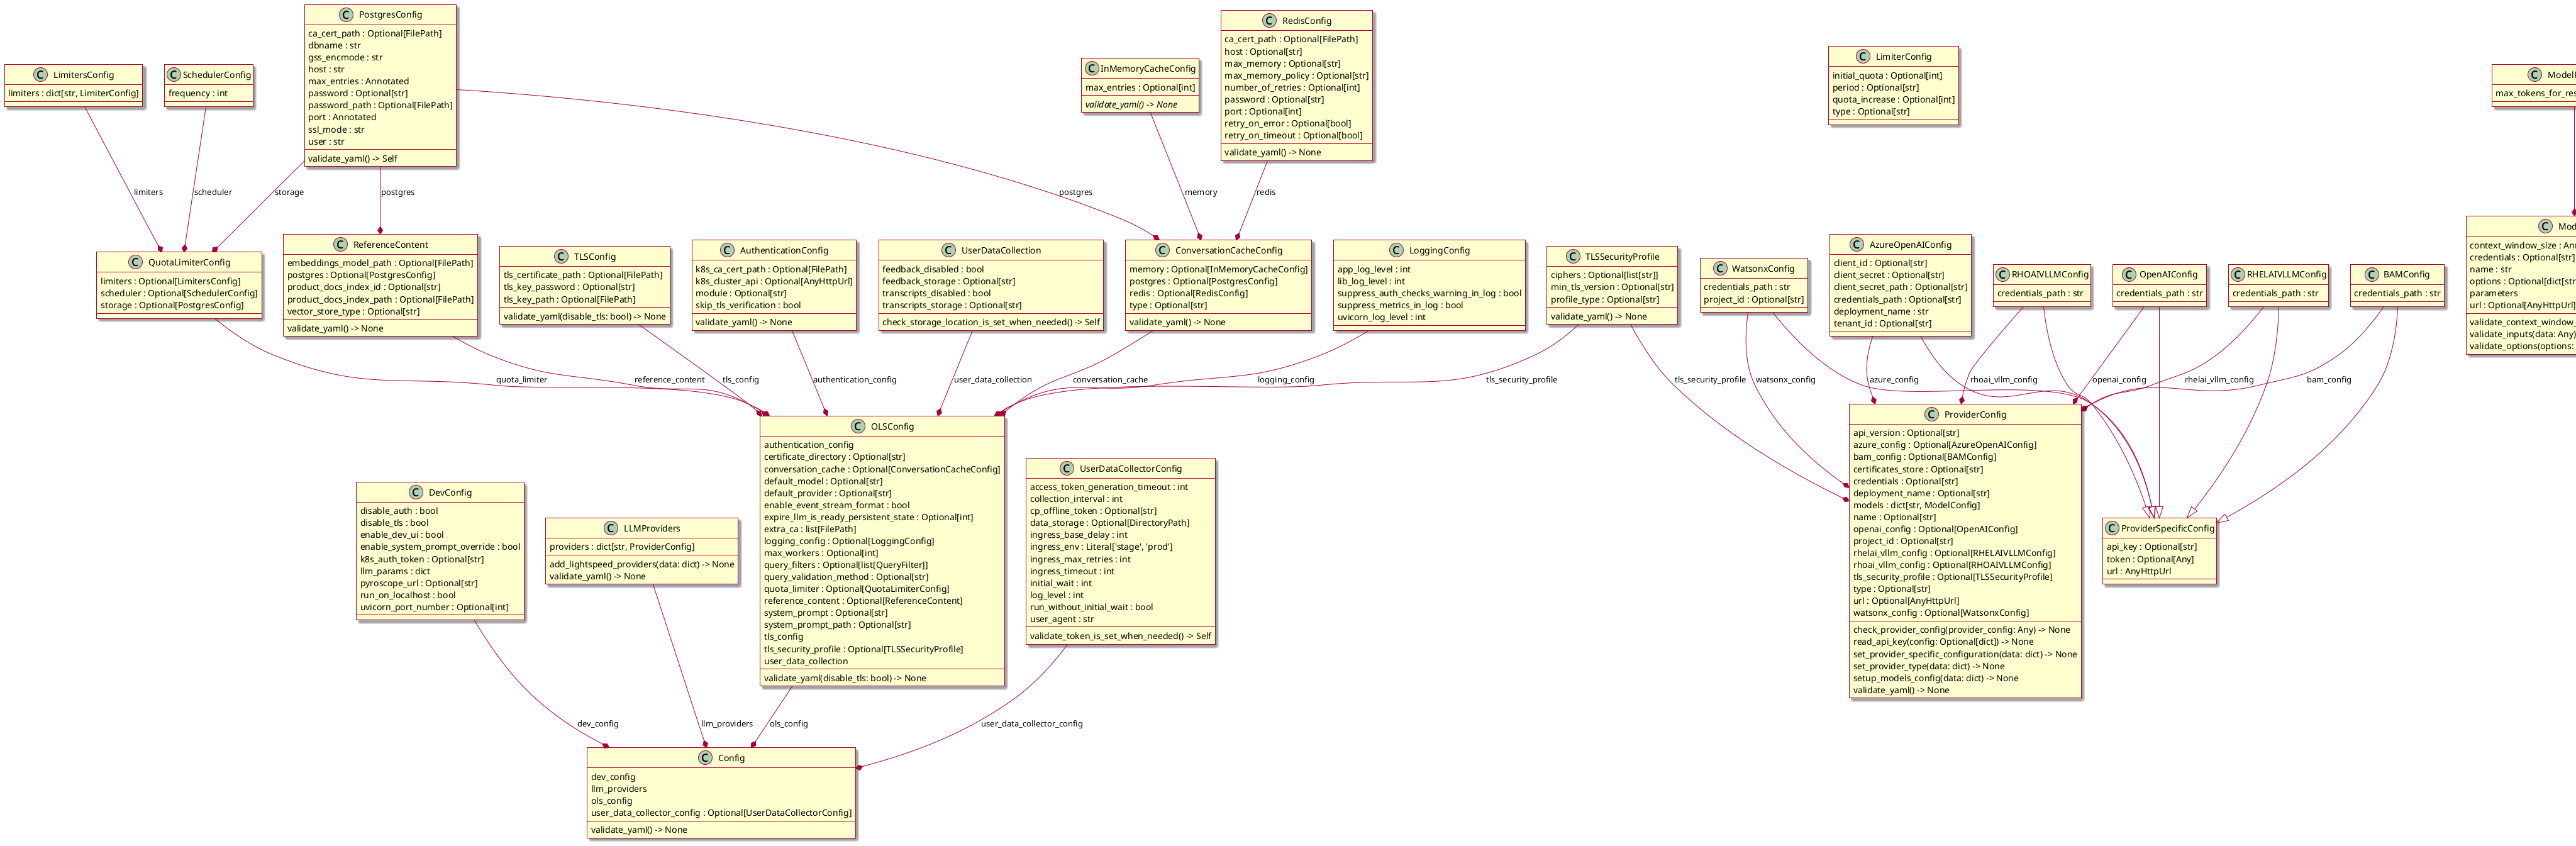 LimitersConfig
limiters : dict[str, LimiterConfig]
SchedulerConfig
frequency : int
PostgresConfig
ca_cert_path : Optional[FilePath]
dbname : str
gss_encmode : str
host : str
max_entries : Annotated
password : Optional[str]
password_path : Optional[FilePath]
port : Annotated
ssl_mode : str
user : str
validate_yaml() -> Self
InMemoryCacheConfig
max_entries : Optional[int]
validate_yaml() -> None
RedisConfig
ca_cert_path : Optional[FilePath]
host : Optional[str]
max_memory : Optional[str]
max_memory_policy : Optional[str]
number_of_retries : Optional[int]
password : Optional[str]
port : Optional[int]
retry_on_error : Optional[bool]
retry_on_timeout : Optional[bool]
validate_yaml() -> None
LimiterConfig
initial_quota : Optional[int]
period : Optional[str]
quota_increase : Optional[int]
type : Optional[str]
limiters
scheduler
storage
postgres
postgres
memory
redis
QuotaLimiterConfig
limiters : Optional[LimitersConfig]
scheduler : Optional[SchedulerConfig]
storage : Optional[PostgresConfig]
ReferenceContent
embeddings_model_path : Optional[FilePath]
postgres : Optional[PostgresConfig]
product_docs_index_id : Optional[str]
product_docs_index_path : Optional[FilePath]
vector_store_type : Optional[str]
validate_yaml() -> None
TLSConfig
tls_certificate_path : Optional[FilePath]
tls_key_password : Optional[str]
tls_key_path : Optional[FilePath]
validate_yaml(disable_tls: bool) -> None
AuthenticationConfig
k8s_ca_cert_path : Optional[FilePath]
k8s_cluster_api : Optional[AnyHttpUrl]
module : Optional[str]
skip_tls_verification : bool
validate_yaml() -> None
UserDataCollection
feedback_disabled : bool
feedback_storage : Optional[str]
transcripts_disabled : bool
transcripts_storage : Optional[str]
check_storage_location_is_set_when_needed() -> Self
ConversationCacheConfig
memory : Optional[InMemoryCacheConfig]
postgres : Optional[PostgresConfig]
redis : Optional[RedisConfig]
type : Optional[str]
validate_yaml() -> None
LoggingConfig
app_log_level : int
lib_log_level : int
suppress_auth_checks_warning_in_log : bool
suppress_metrics_in_log : bool
uvicorn_log_level : int
TLSSecurityProfile
ciphers : Optional[list[str]]
min_tls_version : Optional[str]
profile_type : Optional[str]
validate_yaml() -> None
WatsonxConfig
credentials_path : str
project_id : Optional[str]
AzureOpenAIConfig
client_id : Optional[str]
client_secret : Optional[str]
client_secret_path : Optional[str]
credentials_path : Optional[str]
deployment_name : str
tenant_id : Optional[str]
RHOAIVLLMConfig
credentials_path : str
OpenAIConfig
credentials_path : str
RHELAIVLLMConfig
credentials_path : str
BAMConfig
credentials_path : str
max_tokens_for_res
context_window_size : An
credentials : Optional[str]
name : str
options : Optional[dict[str
parameters
url : Optional[AnyHttpUrl]
validate_context_window_
validate_inputs(data: Any)
validate_options(options:
quota_limiter
reference_content
tls_config
authentication_config
user_data_collection
conversation_cache
logging_config
tls_security_profile
tls_security_profile
watsonx_config
azure_config
rhoai_vllm_config
openai_config
rhelai_vllm_config
bam_config
OLSConfig
authentication_config
certificate_directory : Optional[str]
conversation_cache : Optional[ConversationCacheConfig]
default_model : Optional[str]
default_provider : Optional[str]
enable_event_stream_format : bool
expire_llm_is_ready_persistent_state : Optional[int]
extra_ca : list[FilePath]
logging_config : Optional[LoggingConfig]
max_workers : Optional[int]
query_filters : Optional[list[QueryFilter]]
query_validation_method : Optional[str]
quota_limiter : Optional[QuotaLimiterConfig]
reference_content : Optional[ReferenceContent]
system_prompt : Optional[str]
system_prompt_path : Optional[str]
tls_config
tls_security_profile : Optional[TLSSecurityProfile]
user_data_collection
validate_yaml(disable_tls: bool) -> None
ProviderConfig
api_version : Optional[str]
azure_config : Optional[AzureOpenAIConfig]
bam_config : Optional[BAMConfig]
certificates_store : Optional[str]
credentials : Optional[str]
deployment_name : Optional[str]
models : dict[str, ModelConfig]
name : Optional[str]
openai_config : Optional[OpenAIConfig]
project_id : Optional[str]
rhelai_vllm_config : Optional[RHELAIVLLMConfig]
rhoai_vllm_config : Optional[RHOAIVLLMConfig]
tls_security_profile : Optional[TLSSecurityProfile]
type : Optional[str]
url : Optional[AnyHttpUrl]
watsonx_config : Optional[WatsonxConfig]
check_provider_config(provider_config: Any) -> None
read_api_key(config: Optional[dict]) -> None
set_provider_specific_configuration(data: dict) -> None
set_provider_type(data: dict) -> None
setup_models_config(data: dict) -> None
validate_yaml() -> None
ProviderSpecificConfig
api_key : Optional[str]
token : Optional[Any]
url : AnyHttpUrl
DevConfig
disable_auth : bool
disable_tls : bool
enable_dev_ui : bool
enable_system_prompt_override : bool
k8s_auth_token : Optional[str]
llm_params : dict
pyroscope_url : Optional[str]
run_on_localhost : bool
uvicorn_port_number : Optional[int]
LLMProviders
providers : dict[str, ProviderConfig]
add_lightspeed_providers(data: dict) -> None
validate_yaml() -> None
UserDataCollectorConfig
access_token_generation_timeout : int
collection_interval : int
cp_offline_token : Optional[str]
data_storage : Optional[DirectoryPath]
ingress_base_delay : int
ingress_env : Literal['stage', 'prod']
ingress_max_retries : int
ingress_timeout : int
initial_wait : int
log_level : int
run_without_initial_wait : bool
user_agent : str
validate_token_is_set_when_needed() -> Self
dev_config
llm_providers
ols_config
user_data_collector_config
Config
dev_config
llm_providers
ols_config
user_data_collector_config : Optional[UserDataCollectorConfig]
validate_yaml() -> None